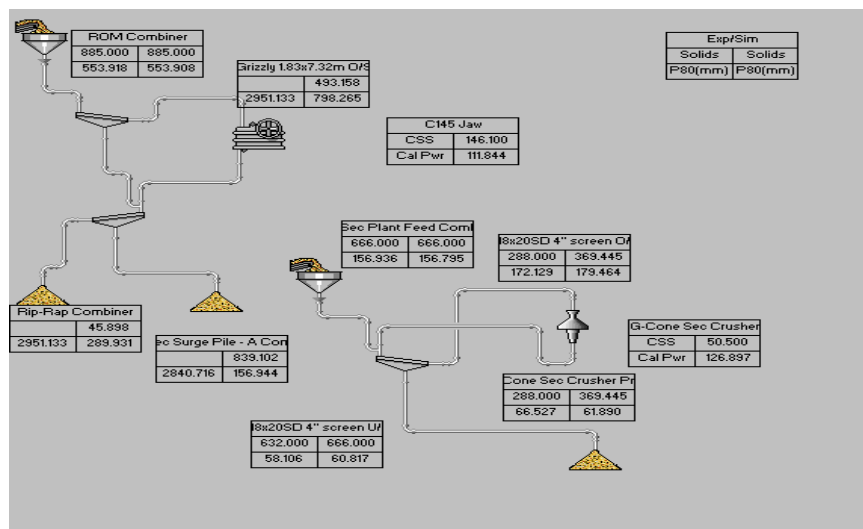 ROM Combiner
885.000 885.000
553.918 553.908
Exp/Sim
Solids Solids
P80(mm) P80(mm)
Grizzly 1.83x7.32m O/S
493.158
2951.133 798.265
C145 Jaw
CSS 146.100
Cal Pwr 111.844
Sec Plant Feed Coml
666.000 666.000
156.936 156.795
l8x20SD 4" screen O/
288.000 369.445
172.129 179.464
Rip-Rap Combiner
45.898
2951.133 289.931
ec Surge Pile - A Con
839.102
2840.716 156.944
G-Cone Sec Crusher
CSS 50.500
Cal Pwr 126.897
Cone Sec Crusher Pr
288.000 369.445
66.527 61.890
l8x20SD 4" screen U/
632.000 666.000
58.106 60.817